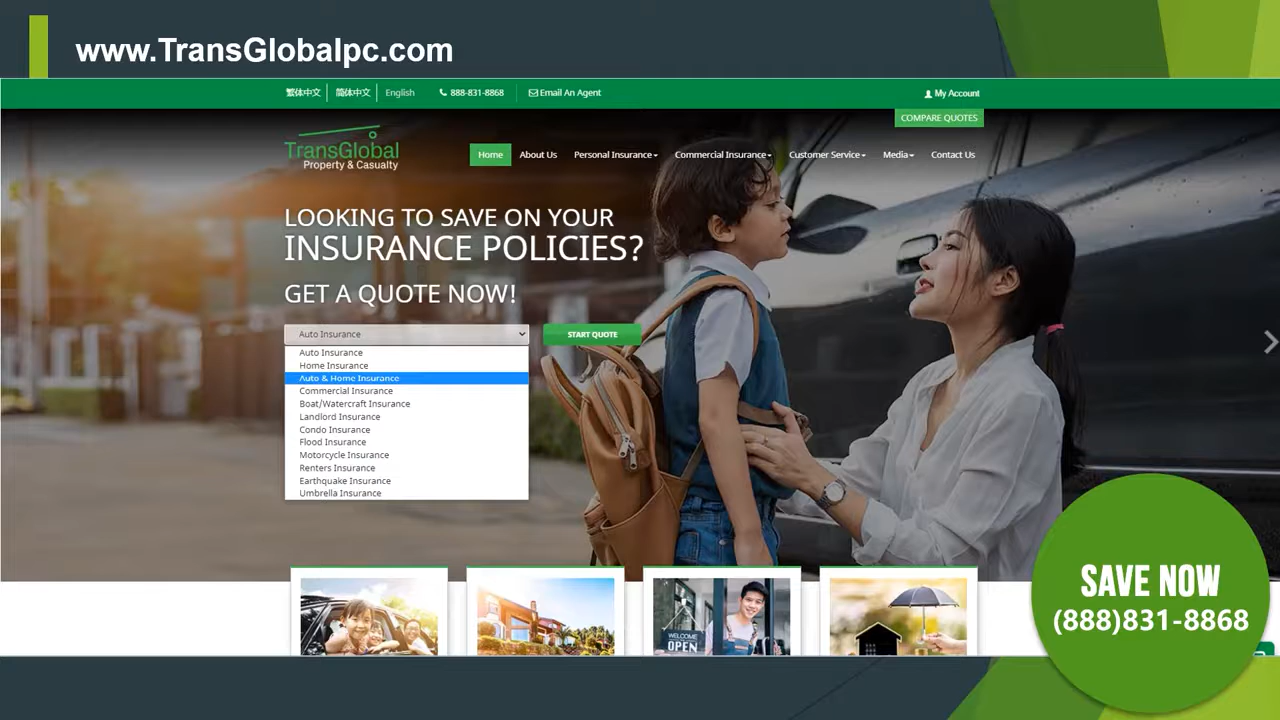 www.TransGlobalpc.com
繁体中文 简体中文 English 888-831-8868 Email An Agent My Account
COMPARE QUOTES
TransGlobal
Property & Casualty
Home About Us Personal Insurance Commercial Insurance Customer Service Media Contact Us
LOOKING TO SAVE ON YOUR
INSURANCE POLICIES?
GET A QUOTE NOW!
Auto Insurance START QUOTE
Auto Insurance
Home Insurance
Auto & Home Insurance
Commercial Insurance
Boat/Watercraft Insurance
Landlord Insurance
Condo Insurance
Flood Insurance
Motorcycle Insurance
Renters Insurance
Earthquake Insurance
Umbrella Insurance
WELCOME
OPEN
SAVE NOW
(888)831-8868